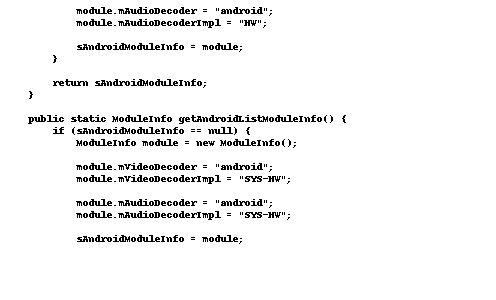 module.mAudioDecoder = "android";
module.mAudioDecoderImpl = "HW";
sAndroidModuleInfo = module;
}
return sAndroidModuleInfo;
}
public static ModuleInfo getAndroidListModuleInfo() {
if (sAndroidModuleInfo == null) {
ModuleInfo module = new ModuleInfo();
module.mVideoDecoder = "android";
module.mVideoDecoderImpl = "SYS-HW";
module.mAudioDecoder = "android";
module.mAudioDecoderImpl = "SYS-HW";
sAndroidModuleInfo = module;